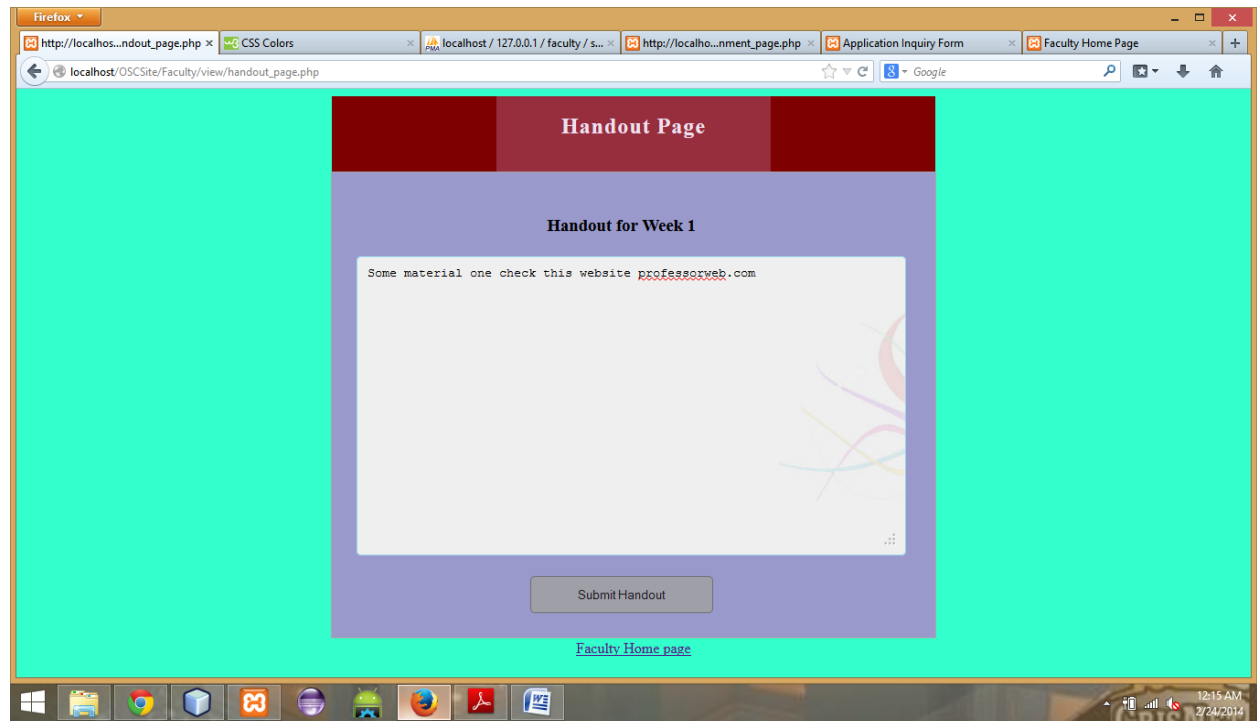 Firefox
http://localhos...ndout_page.php × CSS Colors × PMA localhost / 127.0.0.1 / faculty / s... × http://localho...nment_page.php × Application Inquiry Form × Faculty Home Page × +
localhost/OSCSite/Faculty/view/handout_page.php 8 Google
Handout Page
Handout for Week 1
Some material one check this website professorweb.com
Submit Handout
Faculty Home page
12:15 AM
2/24/2014